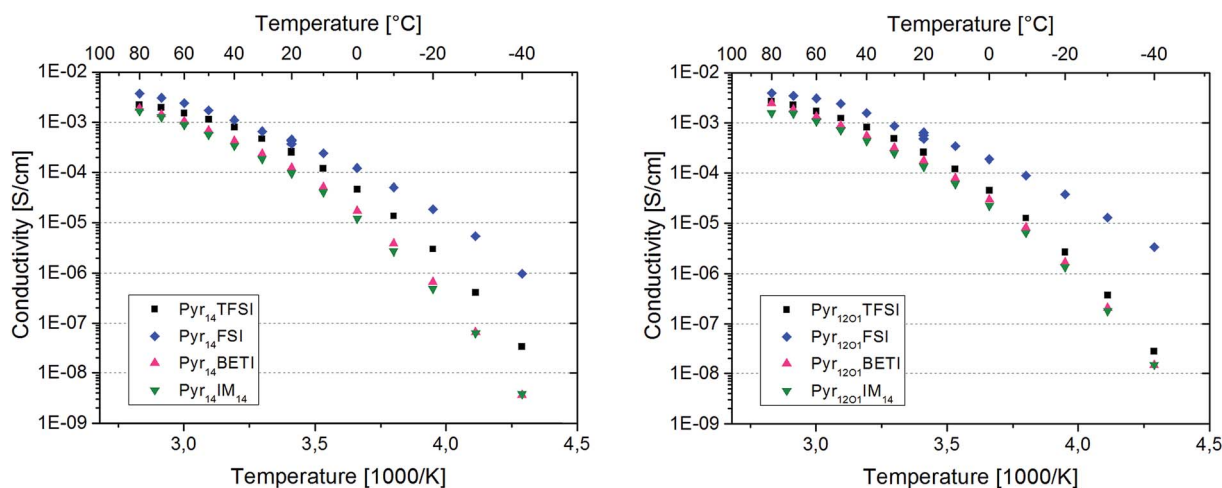 Temperature [°C]
100 80 60 40 20 0 -20 -40
1E-02
1E-03
1E-04
1E-05
1E-06
1E-07
1E-08
1E-09
Conductivity [S/cm]
Pyr₁₄TFSI
Pyr₁₄FSI
Pyr₁₄BETI
Pyr₁₄IM₁₄
3,0 3,5 4,0 4,5
Temperature [1000/K]
Temperature [°C]
100 80 60 40 20 0 -20 -40
1E-02
1E-03
1E-04
1E-05
1E-06
1E-07
1E-08
1E-09
Conductivity [S/cm]
Pyr₁₂₀₁TFSI
Pyr₁₂₀₁FSI
Pyr₁₂₀₁BETI
Pyr₁₂₀₁IM₁₄
3,0 3,5 4,0 4,5
Temperature [1000/K]